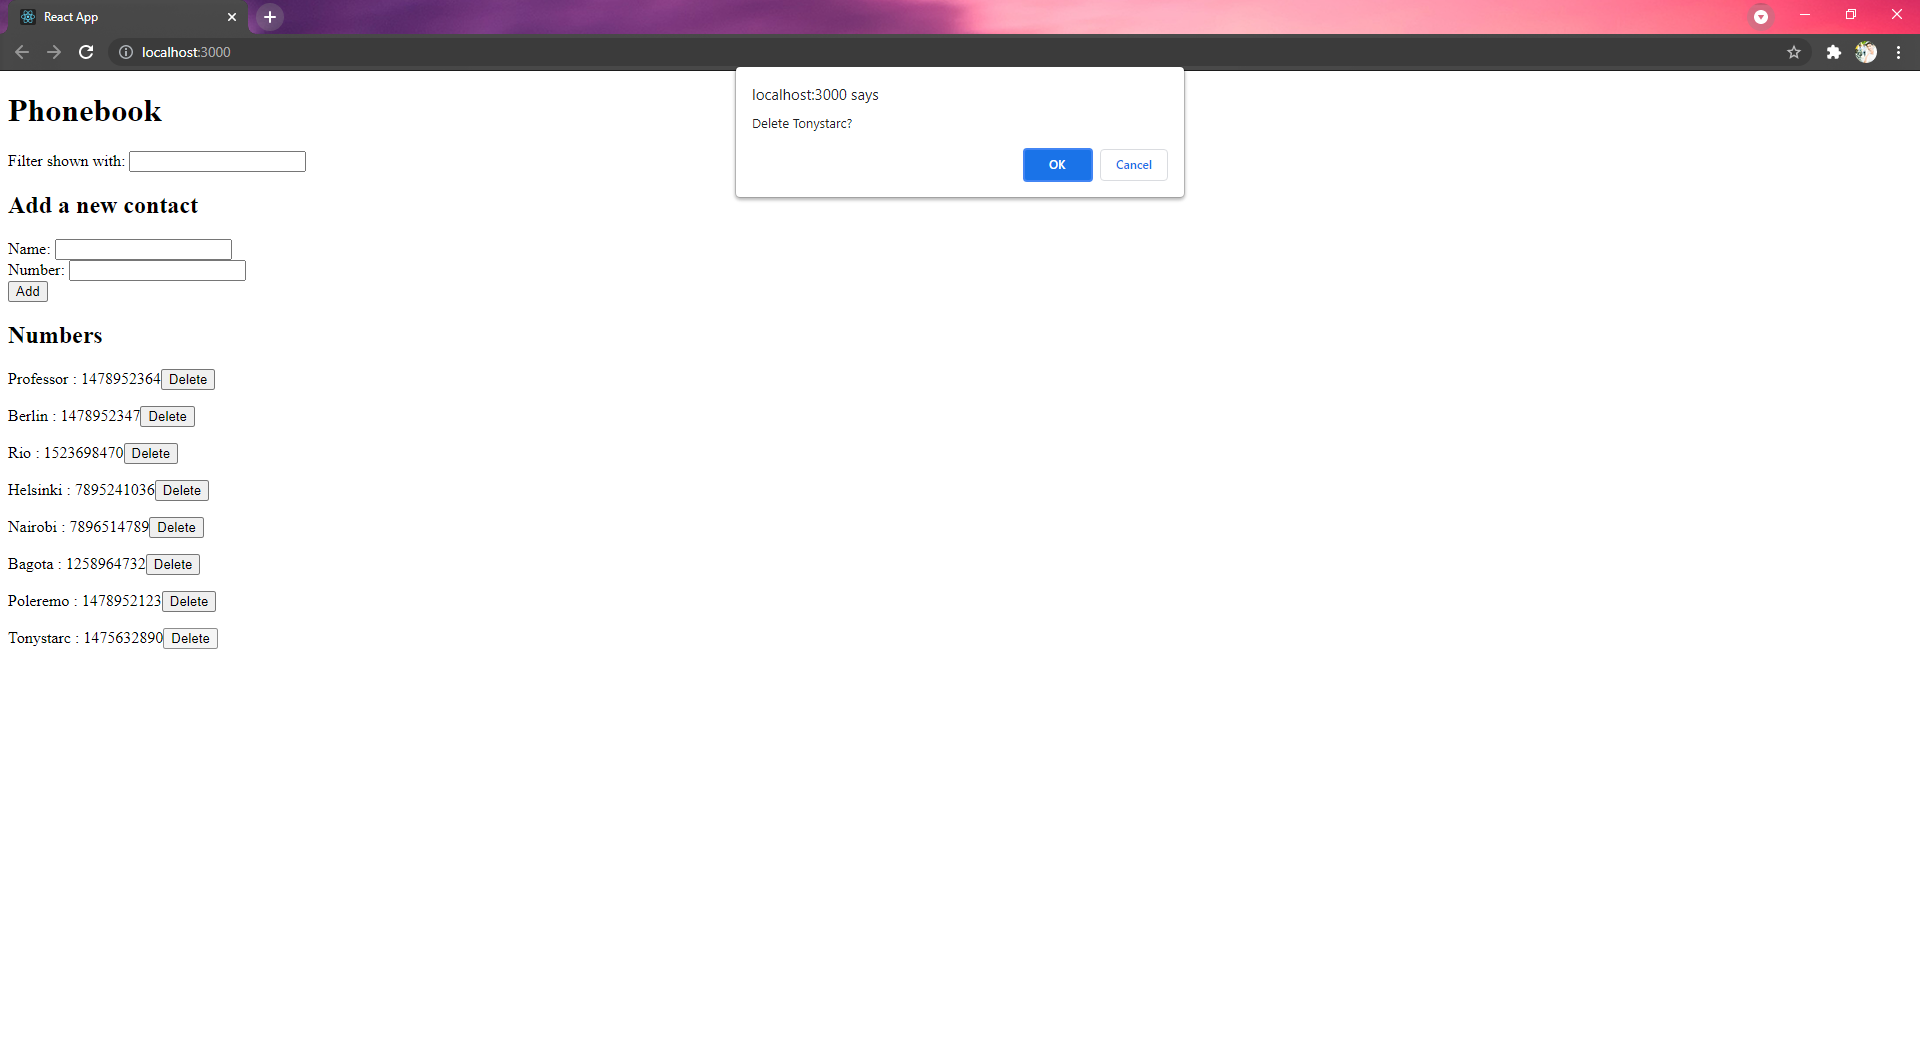 React App
localhost:3000
localhost:3000 says
Delete Tonystarc?
OK Cancel
Phonebook
Filter shown with:
Add a new contact
Name:
Number:
Add
Numbers
Professor : 1478952364 Delete
Berlin : 1478952347 Delete
Rio : 1523698470 Delete
Helsinki : 7895241036 Delete
Nairobi : 7896514789 Delete
Bagota : 1258964732 Delete
Poleremo : 1478952123 Delete
Tonystarc : 1475632890 Delete